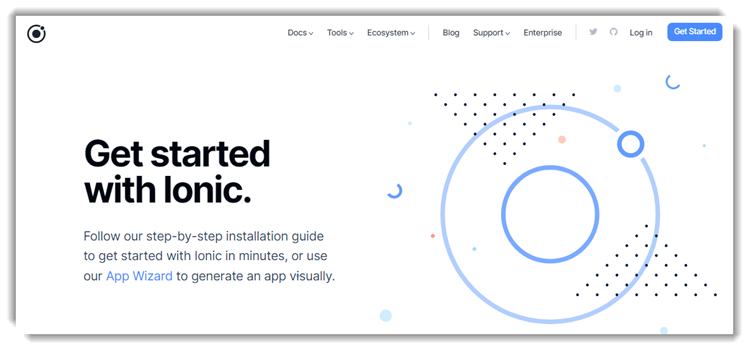 Docs Tools Ecosystem Blog Support Enterprise Log in Get Started
Get started
with Ionic.
Follow our step-by-step installation guide
to get started with Ionic in minutes, or use
our App Wizard to generate an app visually.